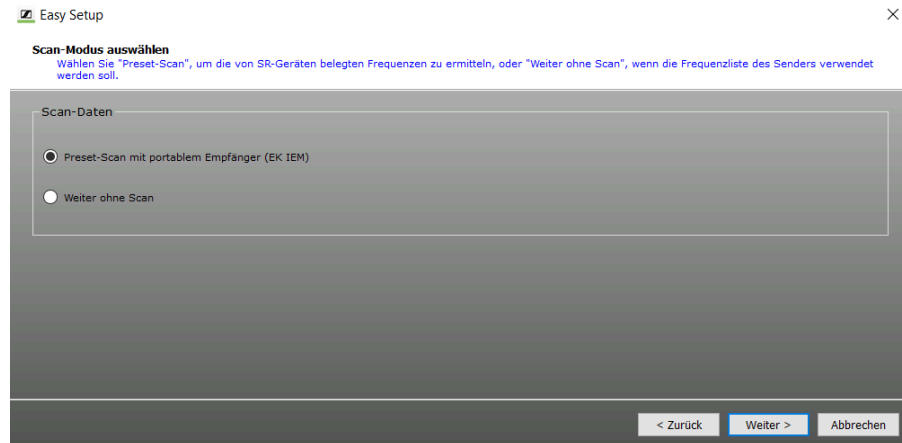 Easy Setup
Scan-Modus auswählen
Wählen Sie "Preset-Scan", um die von SR-Geräten belegten Frequenzen zu ermitteln, oder "Weiter ohne Scan", wenn die Frequenzliste des Senders verwendet
werden soll.
Scan-Daten
Preset-Scan mit portablem Empfänger (EK IEM)
Weiter ohne Scan
< Zurück
Weiter >
Abbrechen